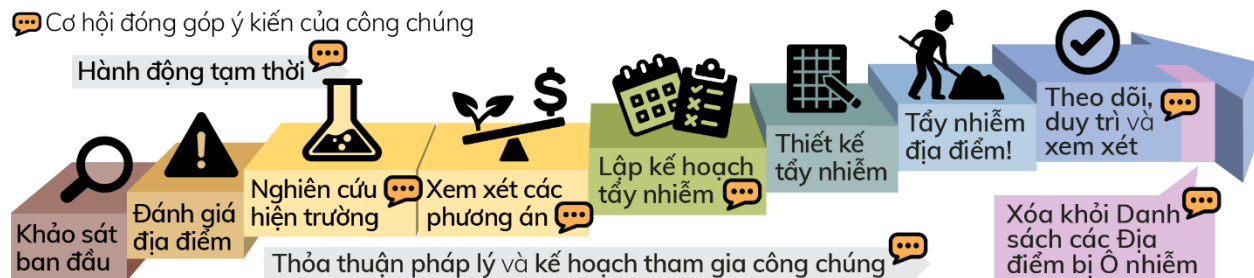 Cơ hội đóng góp ý kiến của công chúng
Hành động tạm thời
Khảo sát
ban đầu
Đánh giá
địa điểm
Nghiên cứu
hiện trường
Xem xét các
phương án
Lập kế hoạch
tẩy nhiễm
Thiết kế
tẩy nhiễm
Tẩy nhiễm
địa điểm!
Theo dõi,
duy trì và
xem xét
Thỏa thuận pháp lý và kế hoạch tham gia công chúng
Xóa khỏi Danh
sách các Địa
điểm bị Ô nhiễm